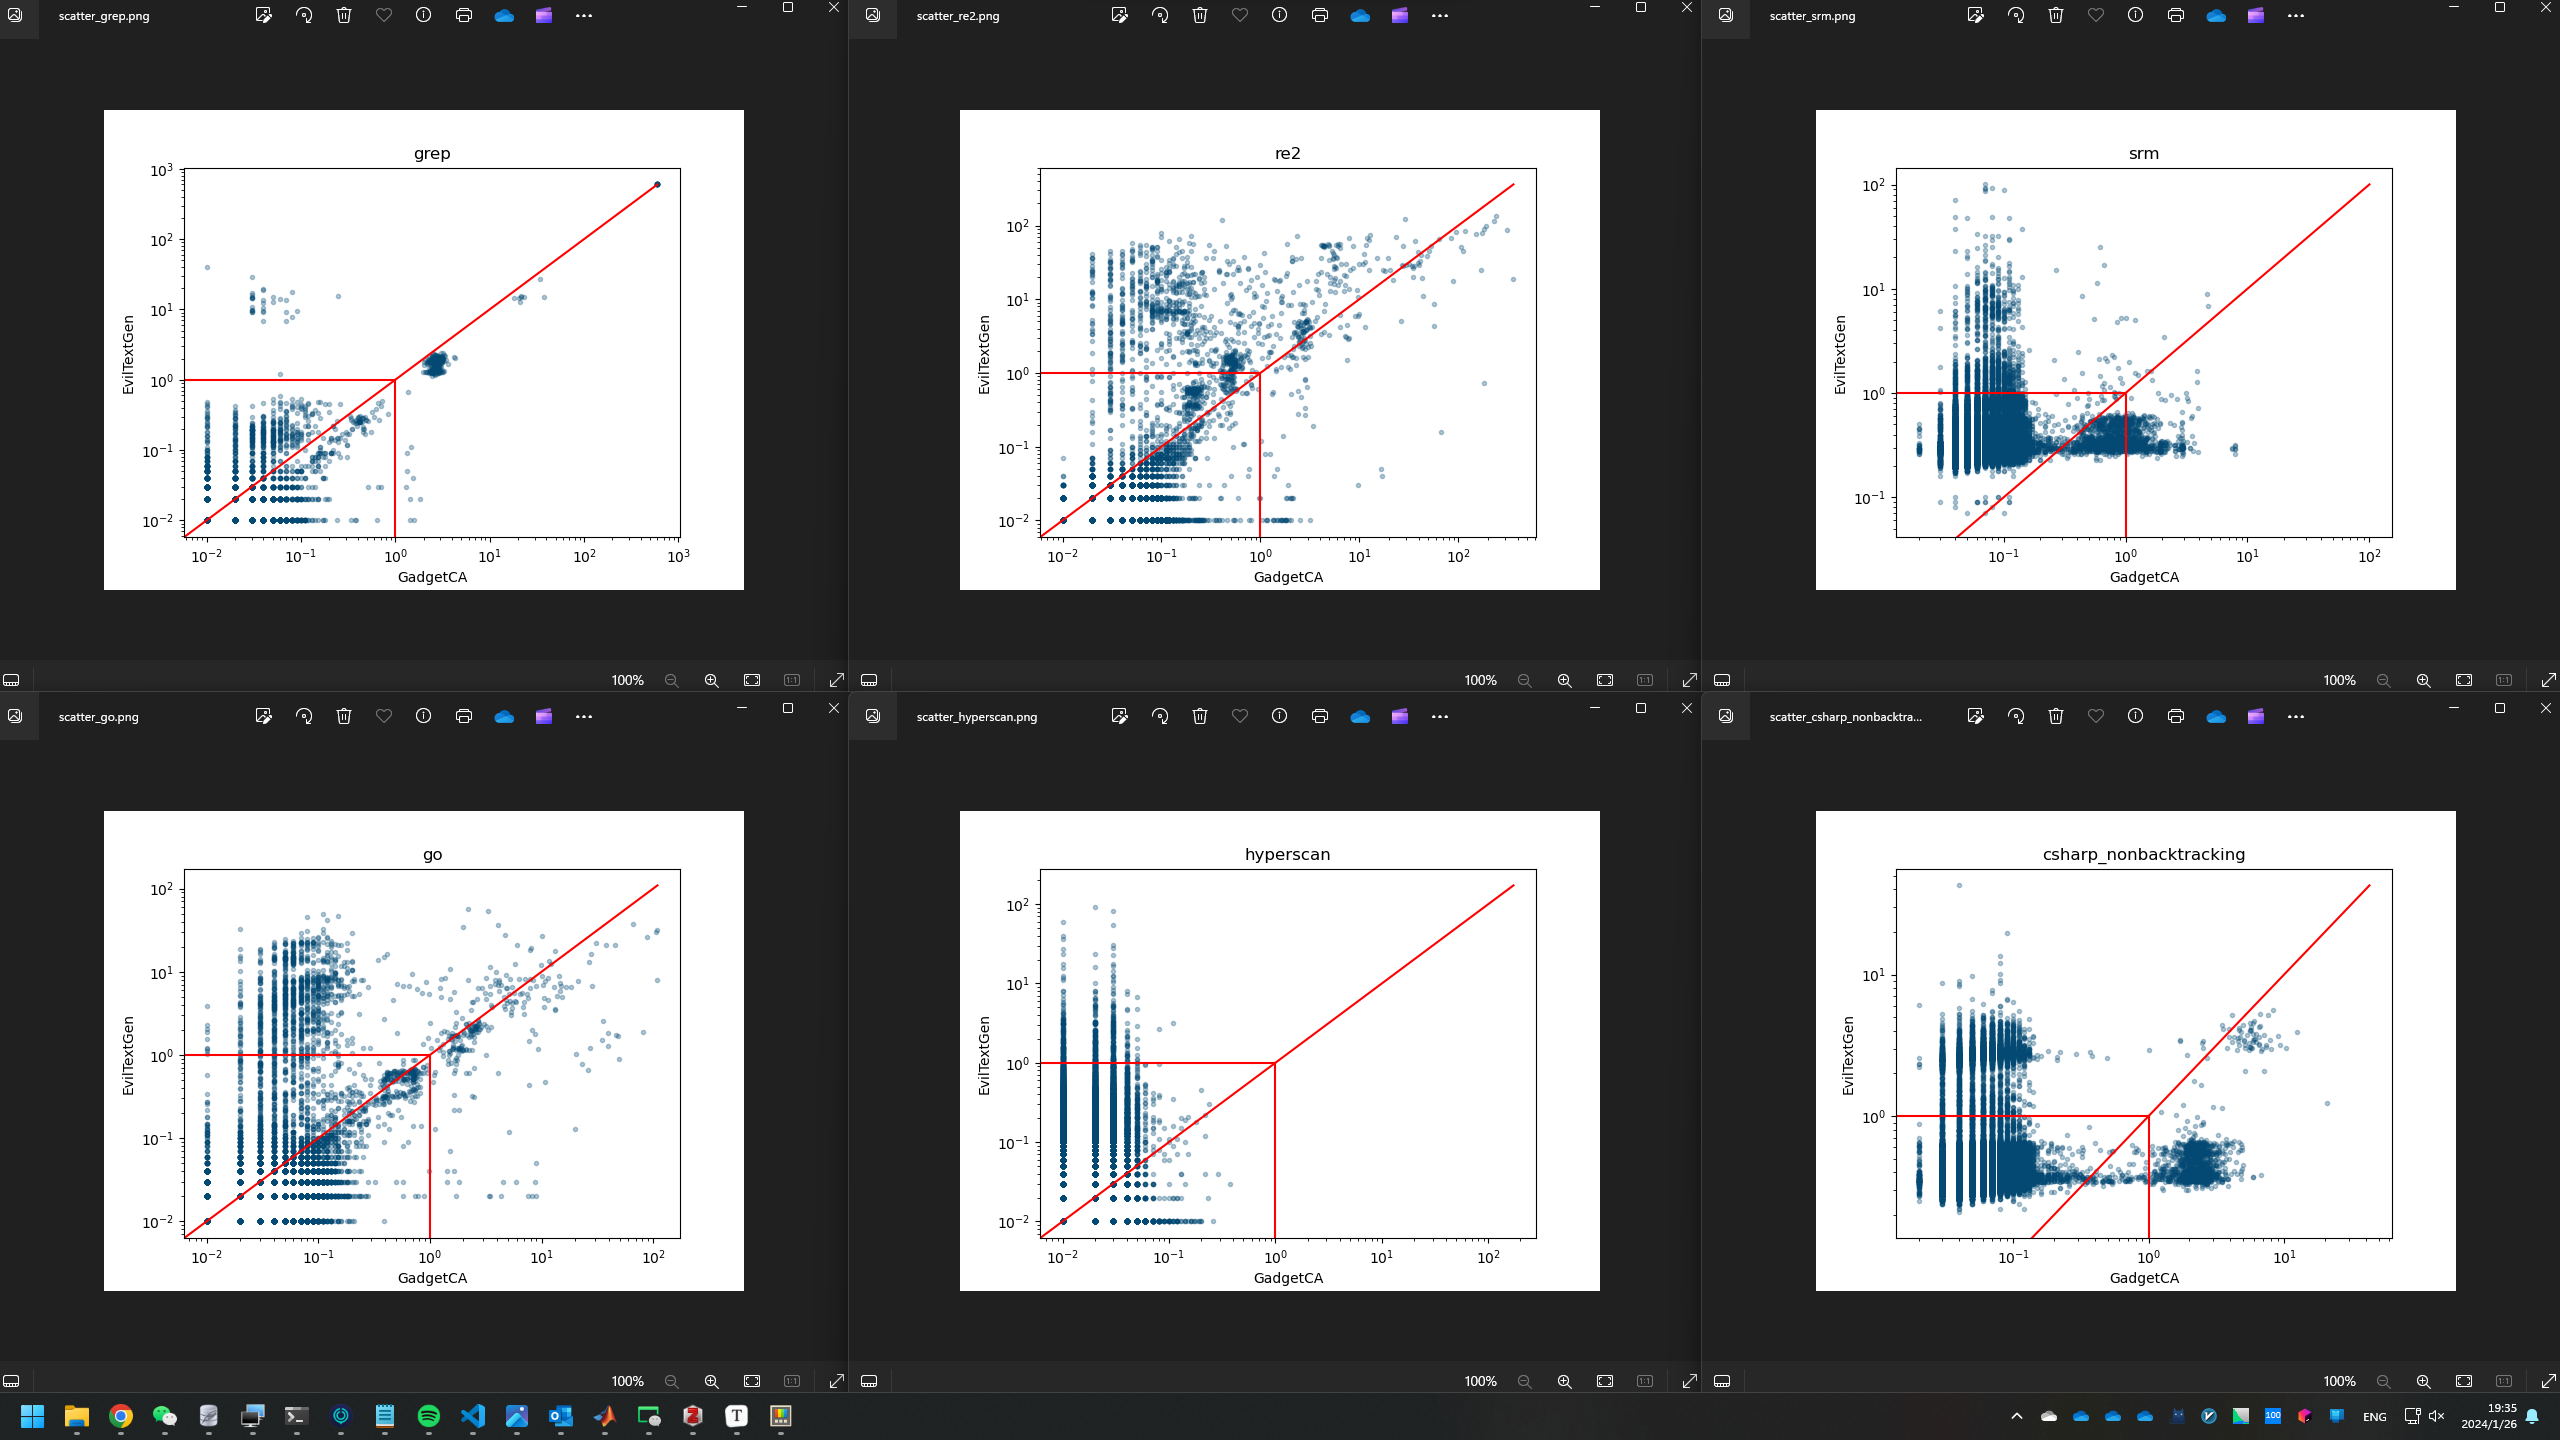 scatter_grep.png
grep
10³
10²
10¹
10⁰
10⁻¹
10⁻²
EvilTextGen
10⁻² 10⁻¹ 10⁰ 10¹ 10² 10³
GadgetCA
100%
scatter_re2.png
re2
10²
10¹
10⁰
10⁻¹
10⁻²
EvilTextGen
10⁻² 10⁻¹ 10⁰ 10¹ 10²
GadgetCA
100%
scatter_srm.png
srm
10²
10¹
10⁰
10⁻¹
EvilTextGen
10⁻¹ 10⁰ 10¹ 10²
GadgetCA
100%
scatter_go.png
go
10²
10¹
10⁰
10⁻¹
10⁻²
EvilTextGen
10⁻² 10⁻¹ 10⁰ 10¹ 10²
GadgetCA
100%
scatter_hyperscan.png
hyperscan
10²
10¹
10⁰
10⁻¹
10⁻²
EvilTextGen
10⁻² 10⁻¹ 10⁰ 10¹ 10²
GadgetCA
100%
scatter_csharp_nonbacktra...
csharp_nonbacktracking
10¹
10⁰
EvilTextGen
10⁻¹ 10⁰ 10¹
GadgetCA
100%
100
ENG
19:35
2024/1/26